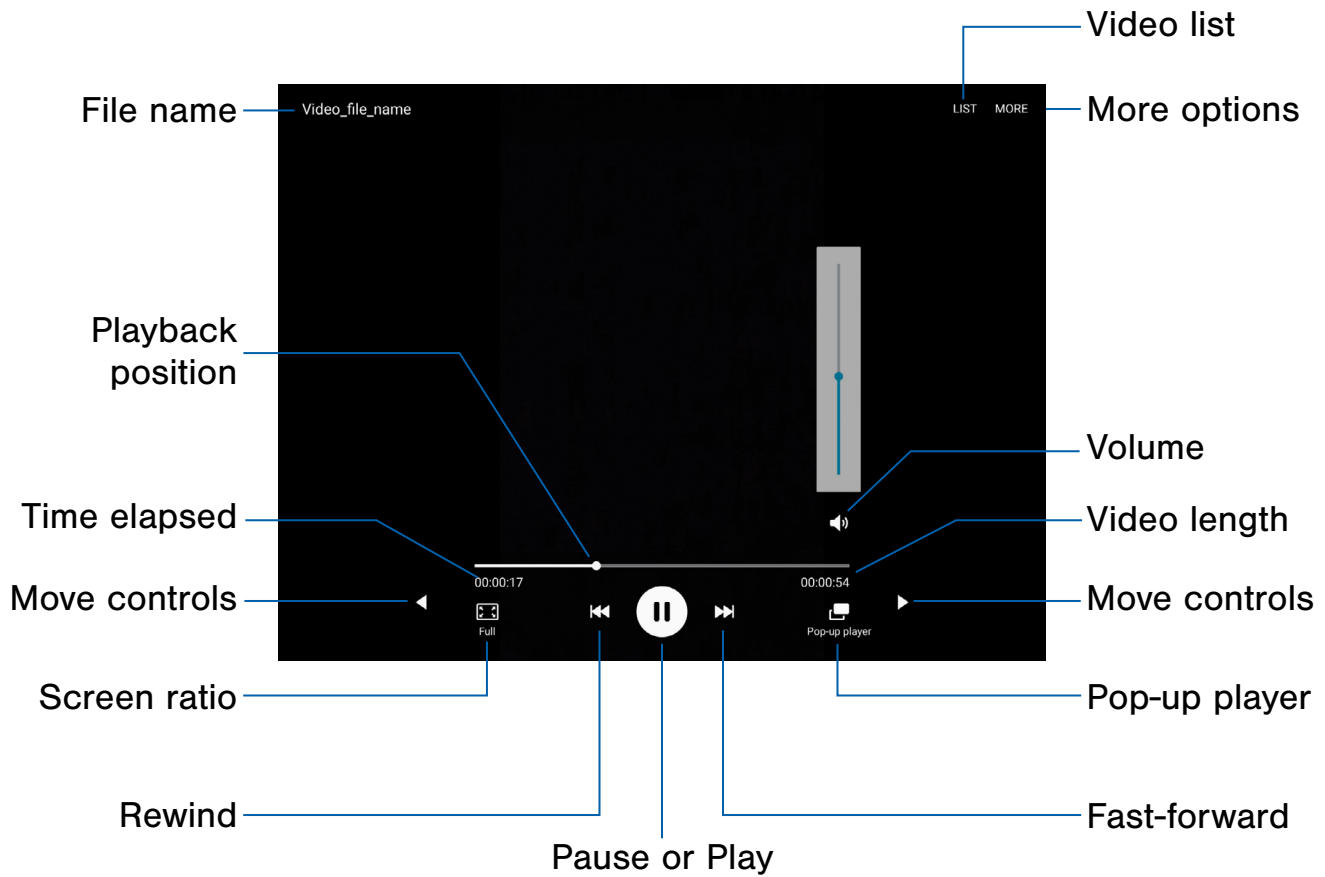 Video list
File name
Video_file_name
LIST
MORE
More options
Playback
position
Volume
Time elapsed
Video length
00:00:17
00:00:54
Move controls
Move controls
Full
Pop-up player
Screen ratio
Pop-up player
Rewind
Fast-forward
Pause or Play